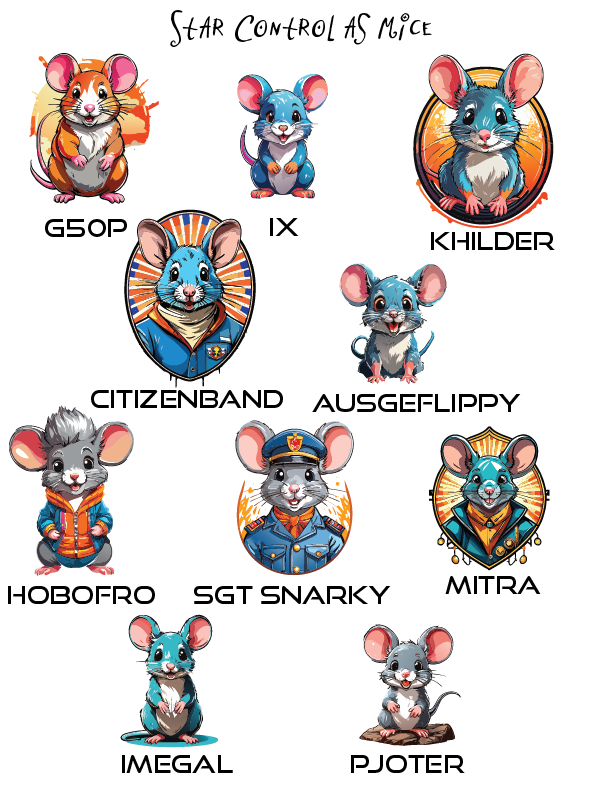 Star Control as Mice
G50P
IX
KHILDER
CITIZENBAND
AUSGEFLIPPY
HOBOFRO
SGT SNARKY
MITRA
IMEGAL
PJOTER